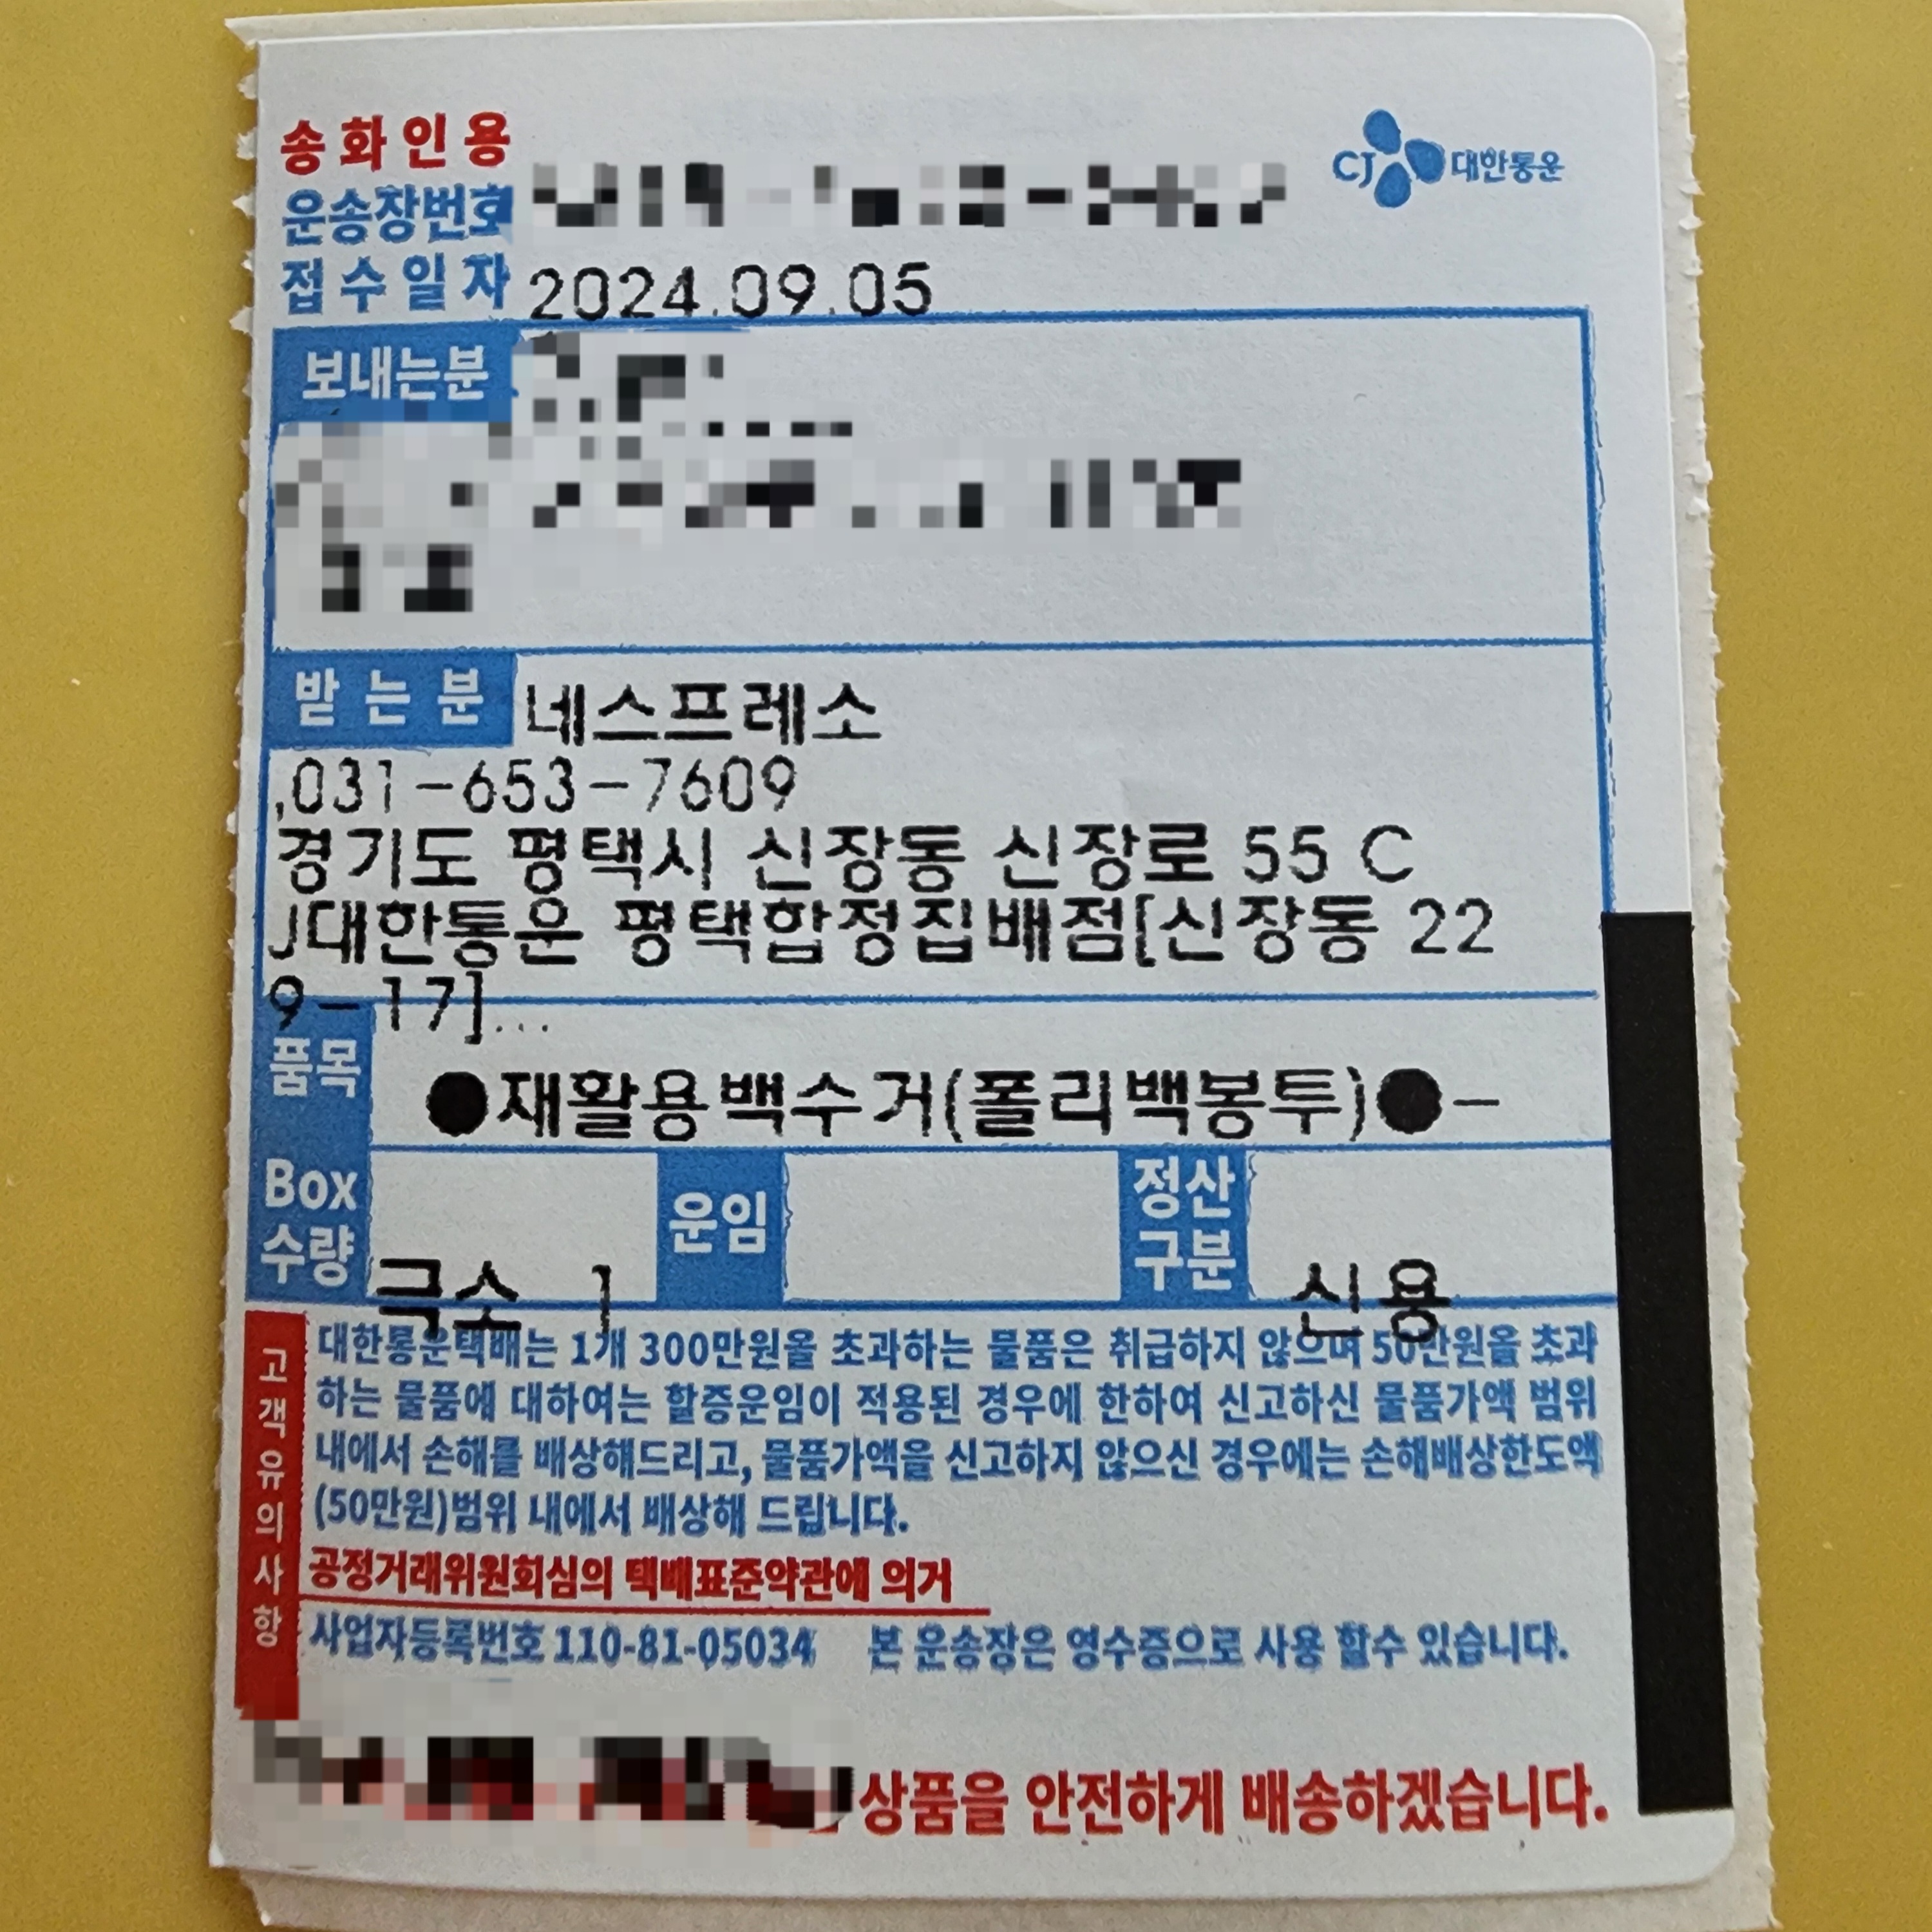 송화인용
CJ 대한통운
운송장번호
접수일자 2024.09.05
보내는분
받는분 네스프레소
,031-653-7609
경기도 평택시 신장동 신장로 55 C
J대한통운 평택합정집배점[신장동 22
9-17]...
품목
●재활용백수거(폴리백봉투)●-
Box 수량 극소 1 운임 정산 구분 신용
고객유의사항
대한통운택배는 1개 300만원을 초과하는 물품은 취급하지 않으며 50만원을 초과
하는 물품에 대하여는 할증운임이 적용된 경우에 한하여 신고하신 물품가액 범위
내에서 손해를 배상해드리고, 물품가액을 신고하지 않으신 경우에는 손해배상한도액
(50만원)범위 내에서 배상해 드립니다.
공정거래위원회심의 택배표준약관에 의거
사업자등록번호 110-81-05034 본 운송장은 영수증으로 사용 할수 있습니다.
상품을 안전하게 배송하겠습니다.